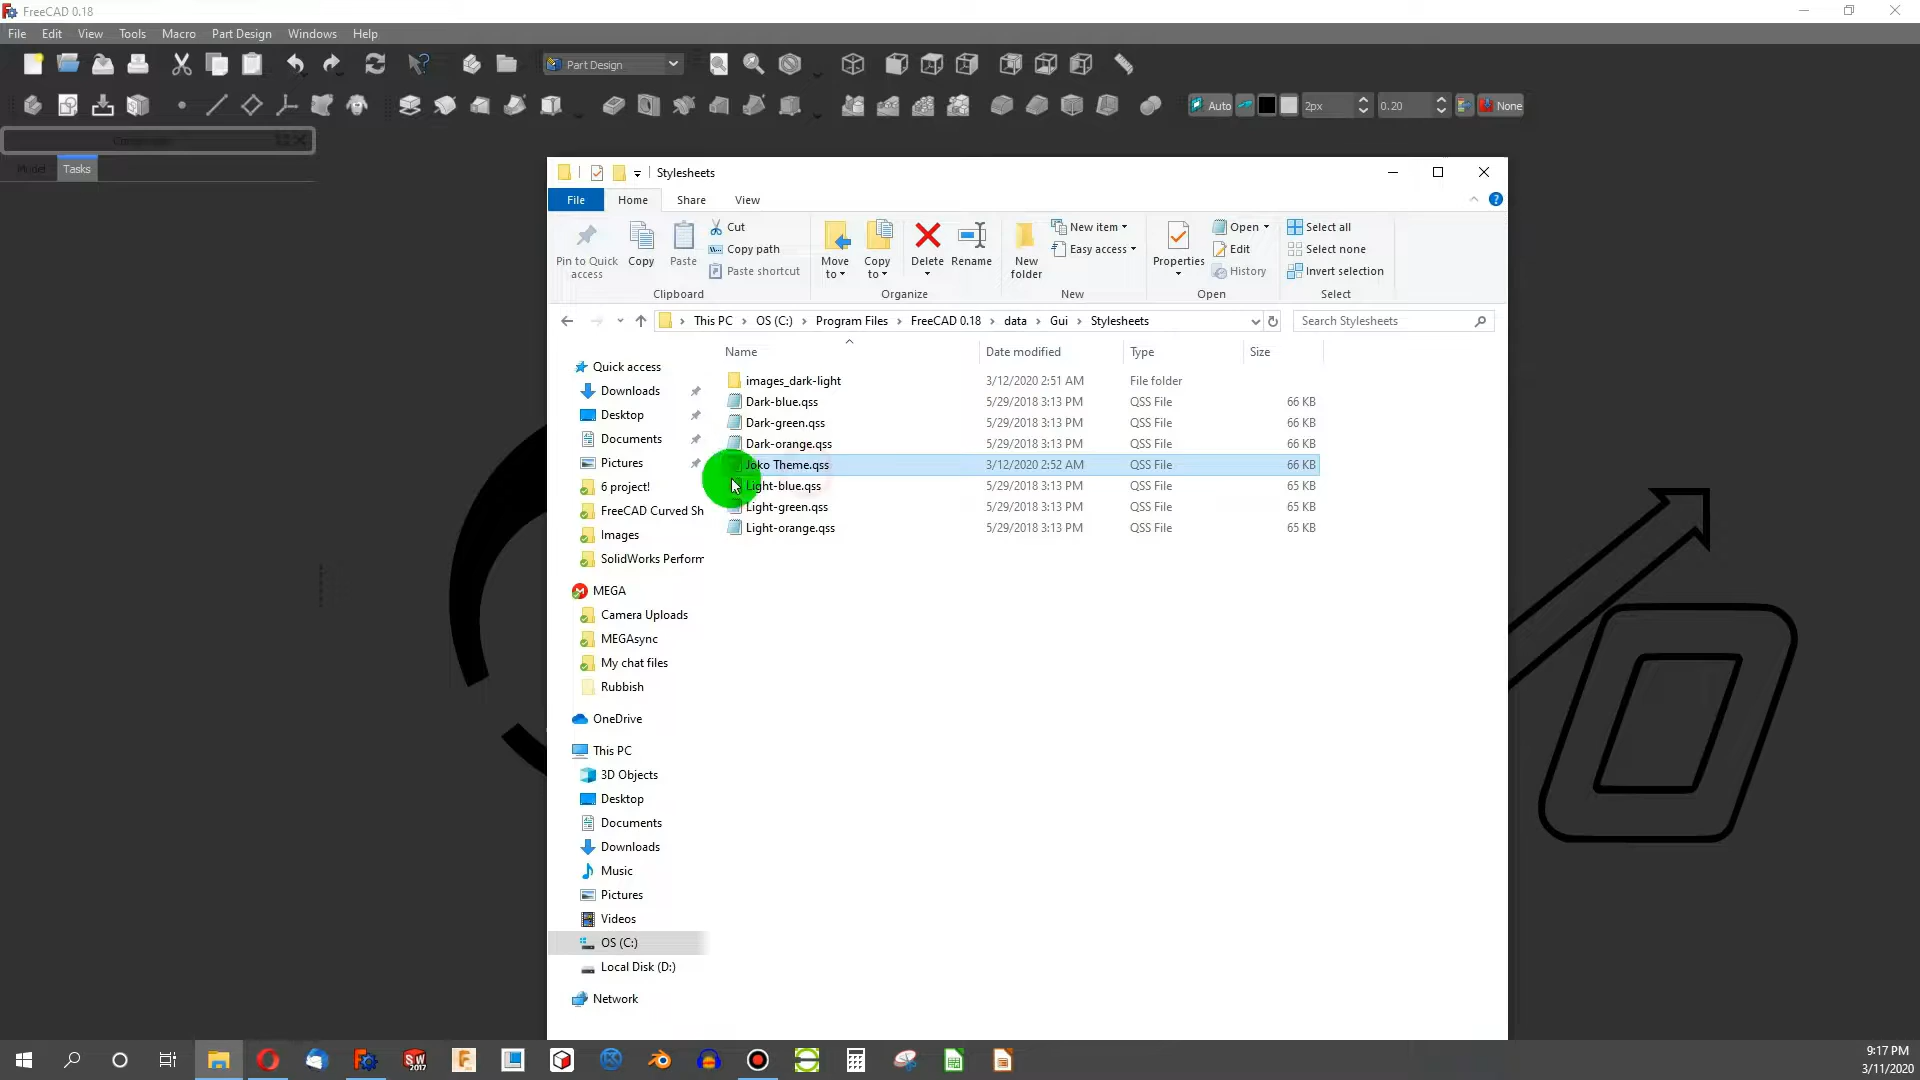 FreeCAD 0.18
File Edit View Tools Macro Part Design Windows Help
Part Design
Auto 2px 0.20 None
Model Tasks
Stylesheets
File Home Share View
Pin to Quick access
Copy
Paste
Cut
Copy path
Paste shortcut
Clipboard
Move to
Copy to
Delete
Rename
Organize
New folder
New item
Easy access
New
Properties
Open
Edit
History
Open
Select all
Select none
Invert selection
Select
This PC > OS (C:) > Program Files > FreeCAD 0.18 > data > Gui > Stylesheets
Search Stylesheets
Name Date modified Type Size
images_dark-light 3/12/2020 2:51 AM File folder
Dark-blue.qss 5/29/2018 3:13 PM QSS File 66 KB
Dark-green.qss 5/29/2018 3:13 PM QSS File 66 KB
Dark-orange.qss 5/29/2018 3:13 PM QSS File 66 KB
Joko Theme.qss 3/12/2020 2:52 AM QSS File 66 KB
Light-blue.qss 5/29/2018 3:13 PM QSS File 65 KB
Light-green.qss 5/29/2018 3:13 PM QSS File 65 KB
Light-orange.qss 5/29/2018 3:13 PM QSS File 65 KB
Quick access
Downloads
Desktop
Documents
Pictures
6 project!
FreeCAD Curved Sh
Images
SolidWorks Perform
MEGA
Camera Uploads
MEGAsync
My chat files
Rubbish
OneDrive
This PC
3D Objects
Desktop
Documents
Downloads
Music
Pictures
Videos
OS (C:)
Local Disk (D:)
Network
SW 2017
9:17 PM
3/11/2020